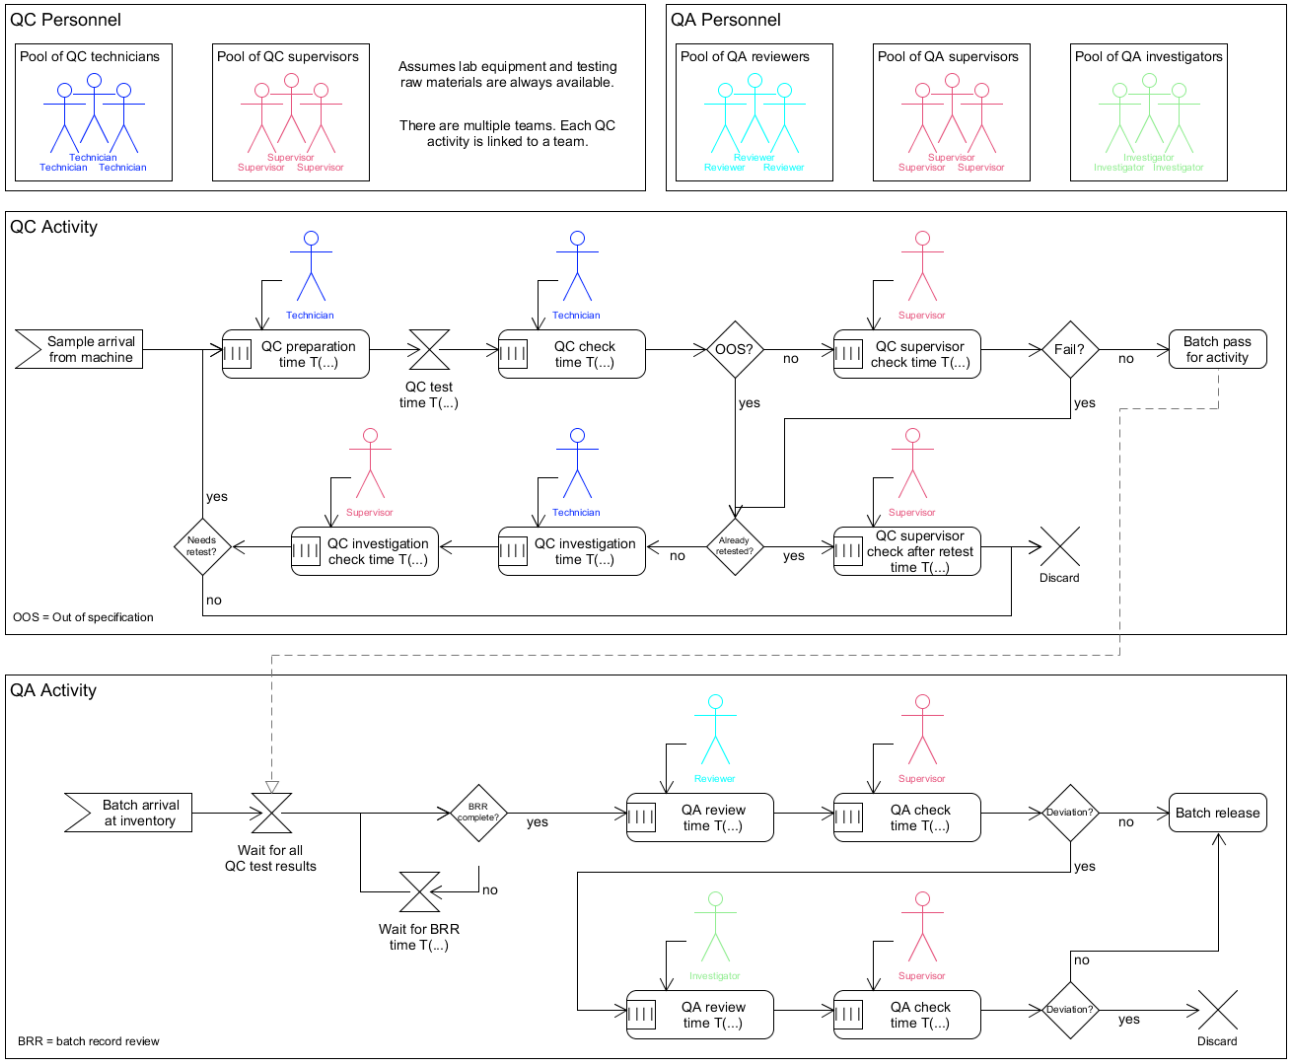 QC Personnel
Pool of QC technicians
Technician
Technician Technician
Pool of QC supervisors
Supervisor
Supervisor Supervisor
Assumes lab equipment and testing
raw materials are always available.
There are multiple teams. Each QC
activity is linked to a team.
QA Personnel
Pool of QA reviewers
Reviewer
Reviewer Reviewer
Pool of QA supervisors
Supervisor
Supervisor Supervisor
Pool of QA investigators
Investigator
Investigator Investigator
QC Activity
Technician
Technician
Supervisor
Sample arrival
from machine
QC preparation
time T(...)
QC test
time T(...)
QC check
time T(...)
OOS?
no
yes
QC supervisor
check time T(...)
Fail?
no
yes
Batch pass
for activity
Supervisor
Technician
Supervisor
yes
Needs
retest?
no
QC investigation
check time T(...)
QC investigation
time T(...)
no
Already
retested?
yes
QC supervisor
check after retest
time T(...)
Discard
OOS = Out of specification
QA Activity
Reviewer
Supervisor
Batch arrival
at inventory
Wait for all
QC test results
BRR
complete?
yes
no
Wait for BRR
time T(...)
QA review
time T(...)
QA check
time T(...)
Deviation?
no
yes
Batch release
Investigator
Supervisor
QA review
time T(...)
QA check
time T(...)
no
Deviation?
yes
Discard
BRR = batch record review